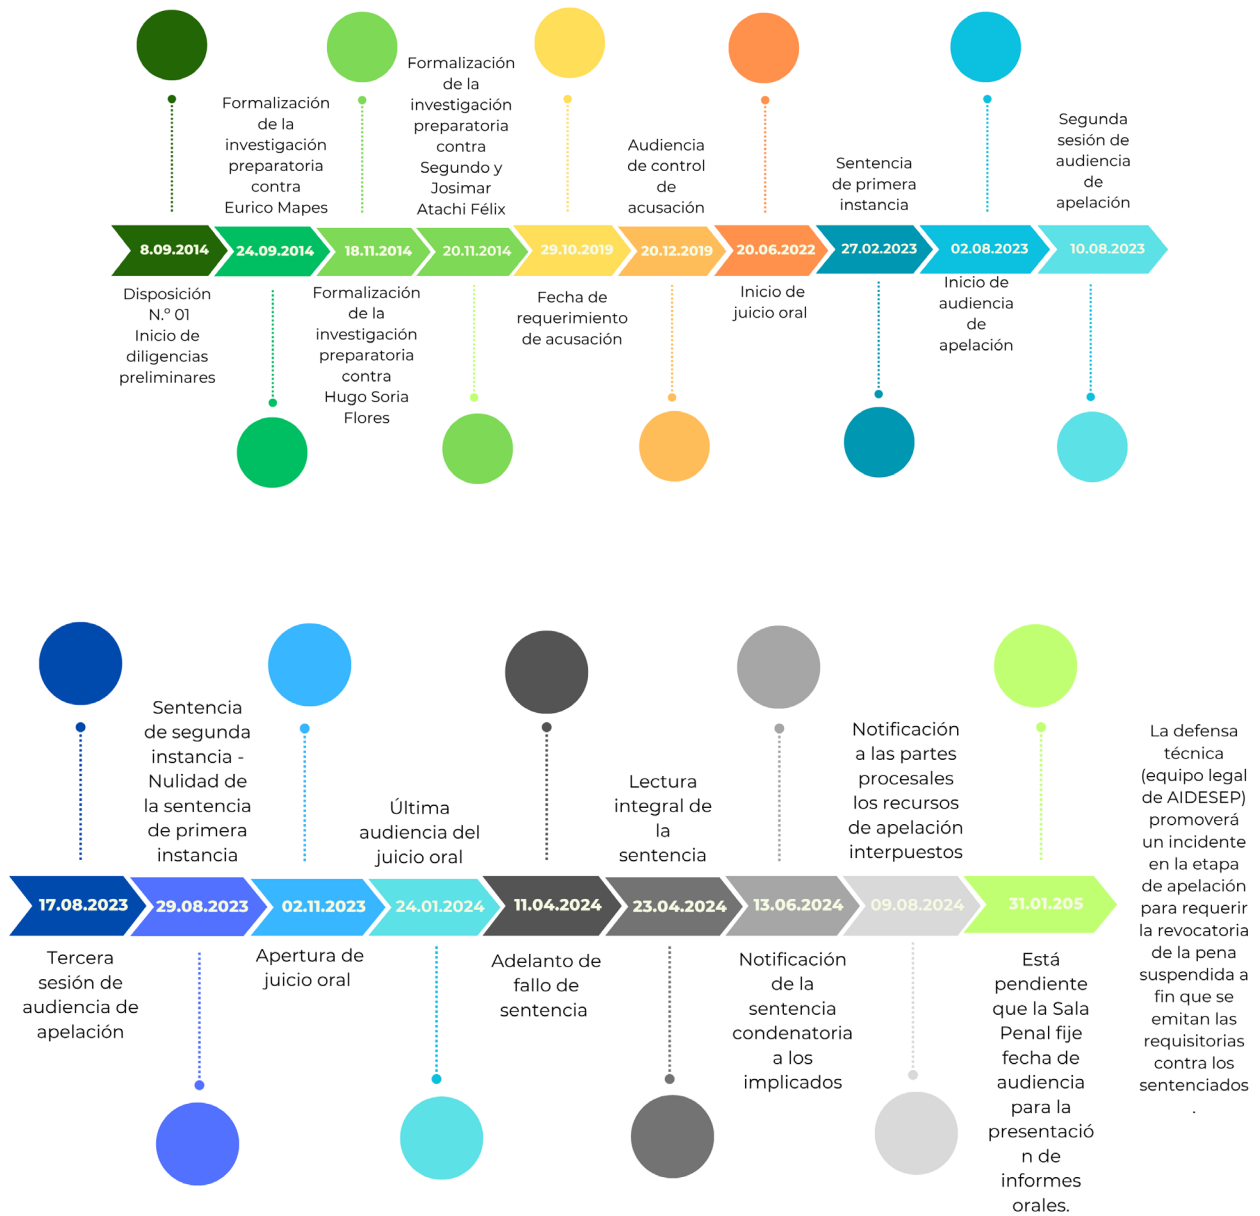 8.09.2014
Disposición
N.º 01
Inicio de
diligencias
preliminares
Formalización
de la
investigación
preparatoria
contra
Eurico Mapes
24.09.2014
18.11.2014
Formalización
de la
investigación
preparatoria
contra
Hugo Soria
Flores
Formalización
de la
investigación
preparatoria
contra
Segundo y
Josimar
Atachi Félix
20.11.2014
29.10.2019
Fecha de
requerimiento
de acusación
Audiencia
de control
de
acusación
20.12.2019
20.06.2022
Inicio de
juicio oral
Sentencia
de primera
instancia
27.02.2023
02.08.2023
Inicio de
audiencia
de
apelación
Segunda
sesión de
audiencia
de
apelación
10.08.2023
17.08.2023
Tercera
sesión de
audiencia de
apelación
Sentencia
de segunda
instancia -
Nulidad de
la sentencia
de primera
instancia
29.08.2023
02.11.2023
Apertura de
juicio oral
Última
audiencia del
juicio oral
24.01.2024
11.04.2024
Adelanto de
fallo de
sentencia
Lectura
integral de
la
sentencia
23.04.2024
13.06.2024
Notificación
de la
sentencia
condenatoria
a los
implicados
Notificación
a las partes
procesales
los recursos
de apelación
interpuestos
09.08.2024
31.01.205
Está
pendiente
que la Sala
Penal fije
fecha de
audiencia
para la
presentació
n de
informes
orales.
La defensa
técnica
(equipo legal
de AIDESEP)
promoverá
un incidente
en la etapa
de apelación
para requerir
la revocatoria
de la pena
suspendida a
fin que se
emitan las
requisitorias
contra los
sentenciados
.